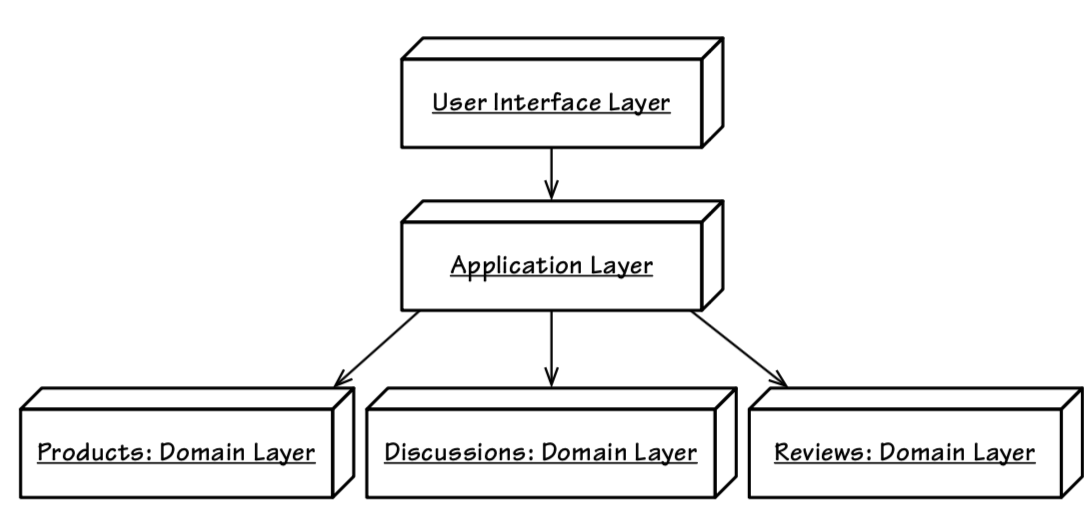 User Interface Layer
Application Layer
Products: Domain Layer
Discussions: Domain Layer
Reviews: Domain Layer